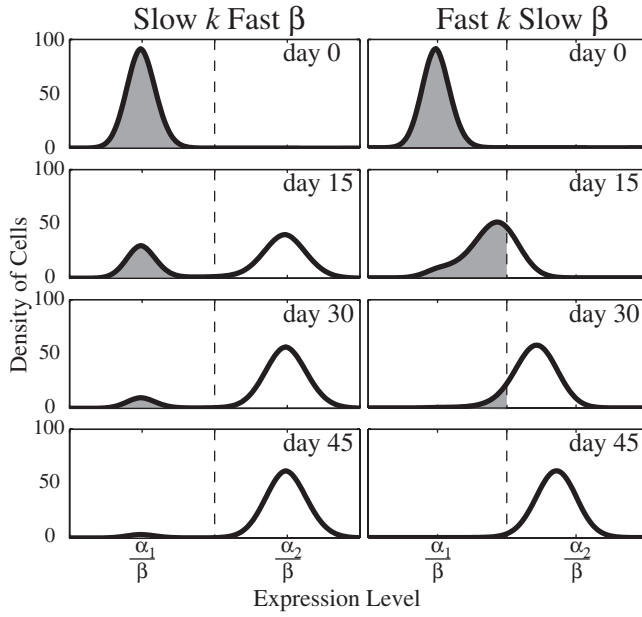 Slow k Fast β
Fast k Slow β
100
50
0
day 0
day 0
100
50
0
day 15
day 15
100
50
0
day 30
day 30
100
50
0
day 45
day 45
Density of Cells
α1/β
α2/β
α1/β
α2/β
Expression Level